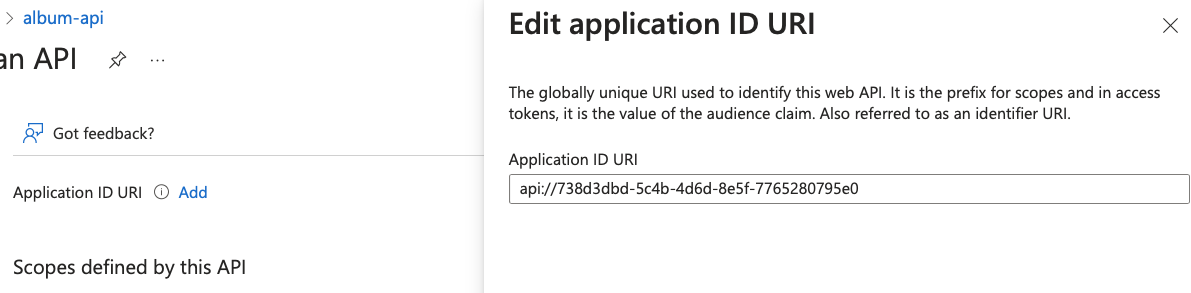 album-api
an API
...
Got feedback?
Application ID URI Add
Scopes defined by this API
Edit application ID URI
The globally unique URI used to identify this web API. It is the prefix for scopes and in access
tokens, it is the value of the audience claim. Also referred to as an identifier URI.
Application ID URI
api://738d3dbd-5c4b-4d6d-8e5f-7765280795e0